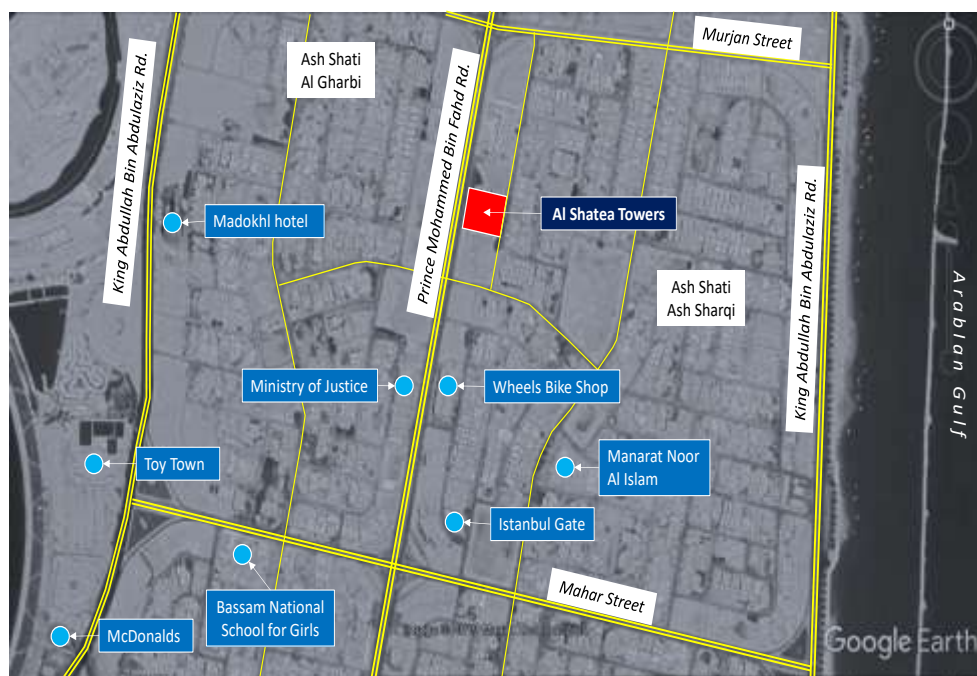 Murjan Street
Ash Shati
Al Gharbi
King Abdullah Bin Abdulaziz Rd.
Prince Mohammed Bin Fahd Rd.
Madokhl hotel
Al Shatea Towers
King Abdullah Bin Abdulaziz Rd.
Ash Shati
Ash Sharqi
Arablan Gulf
Ministry of Justice
Wheels Bike Shop
Toy Town
Manarat Noor
Al Islam
Istanbul Gate
Bassam National
School for Girls
Mahar Street
McDonalds
Google Earth